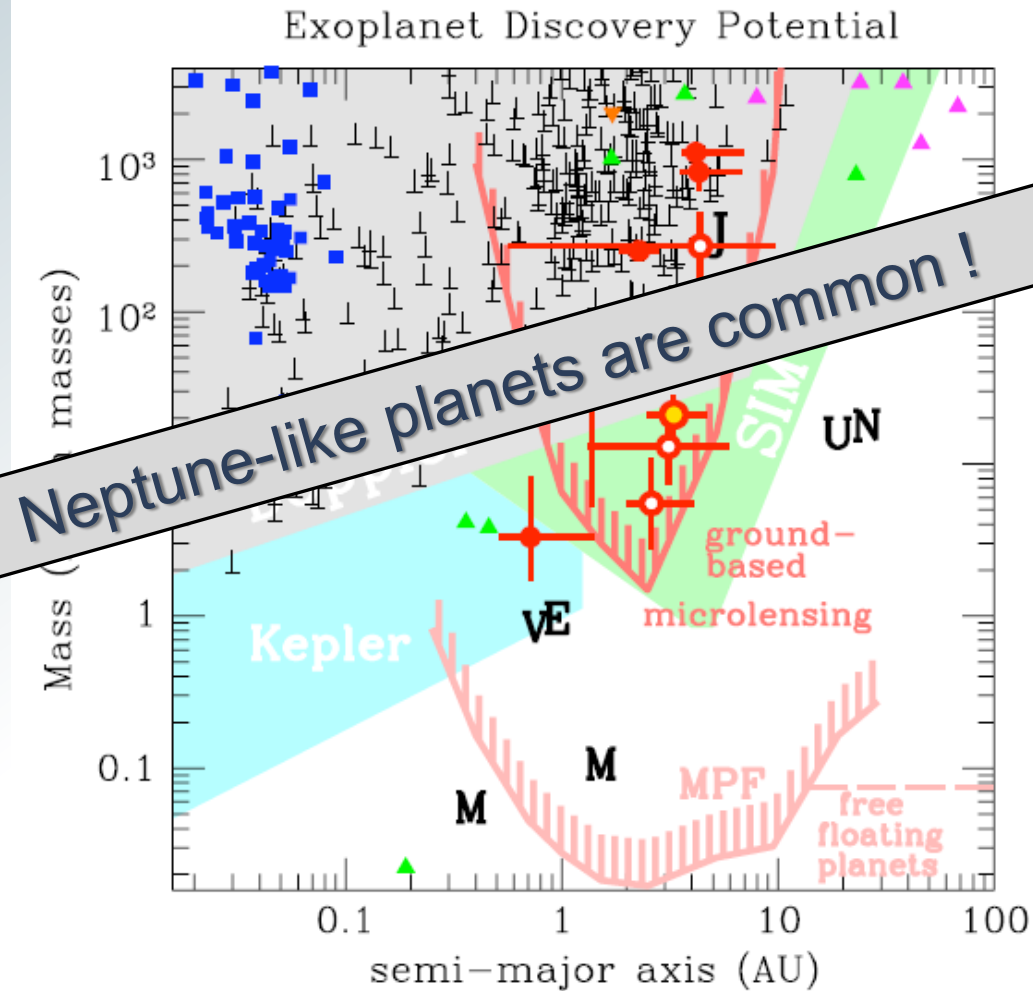 Exoplanet Discovery Potential
10³
10²
1
0.1
Mass (
masses)
J
Neptune-like planets are common !
SIM
UN
ground-
based
microlensing
VE
Kepler
M
M
MPF
free
floating
planets
0.1
1
10
100
semi-major axis (AU)